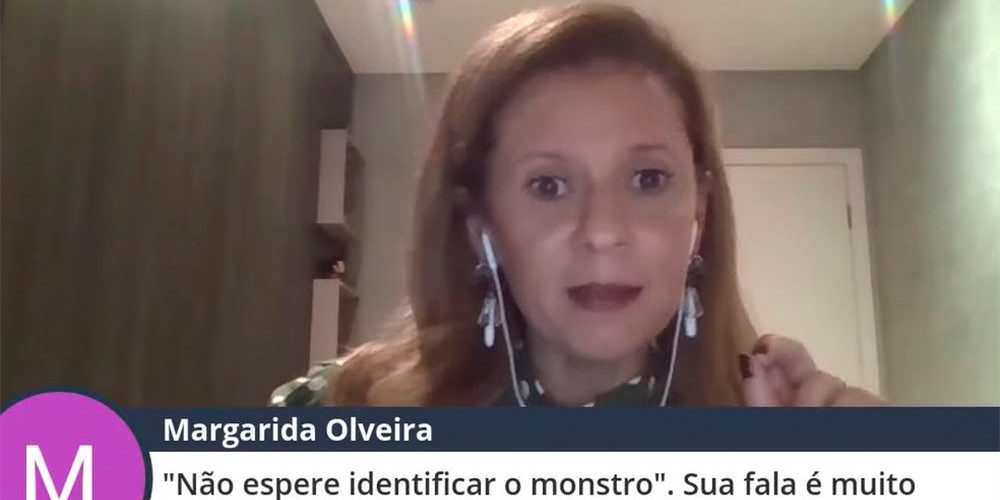 Margarida Olveira
M
"Não espere identificar o monstro". Sua fala é muito